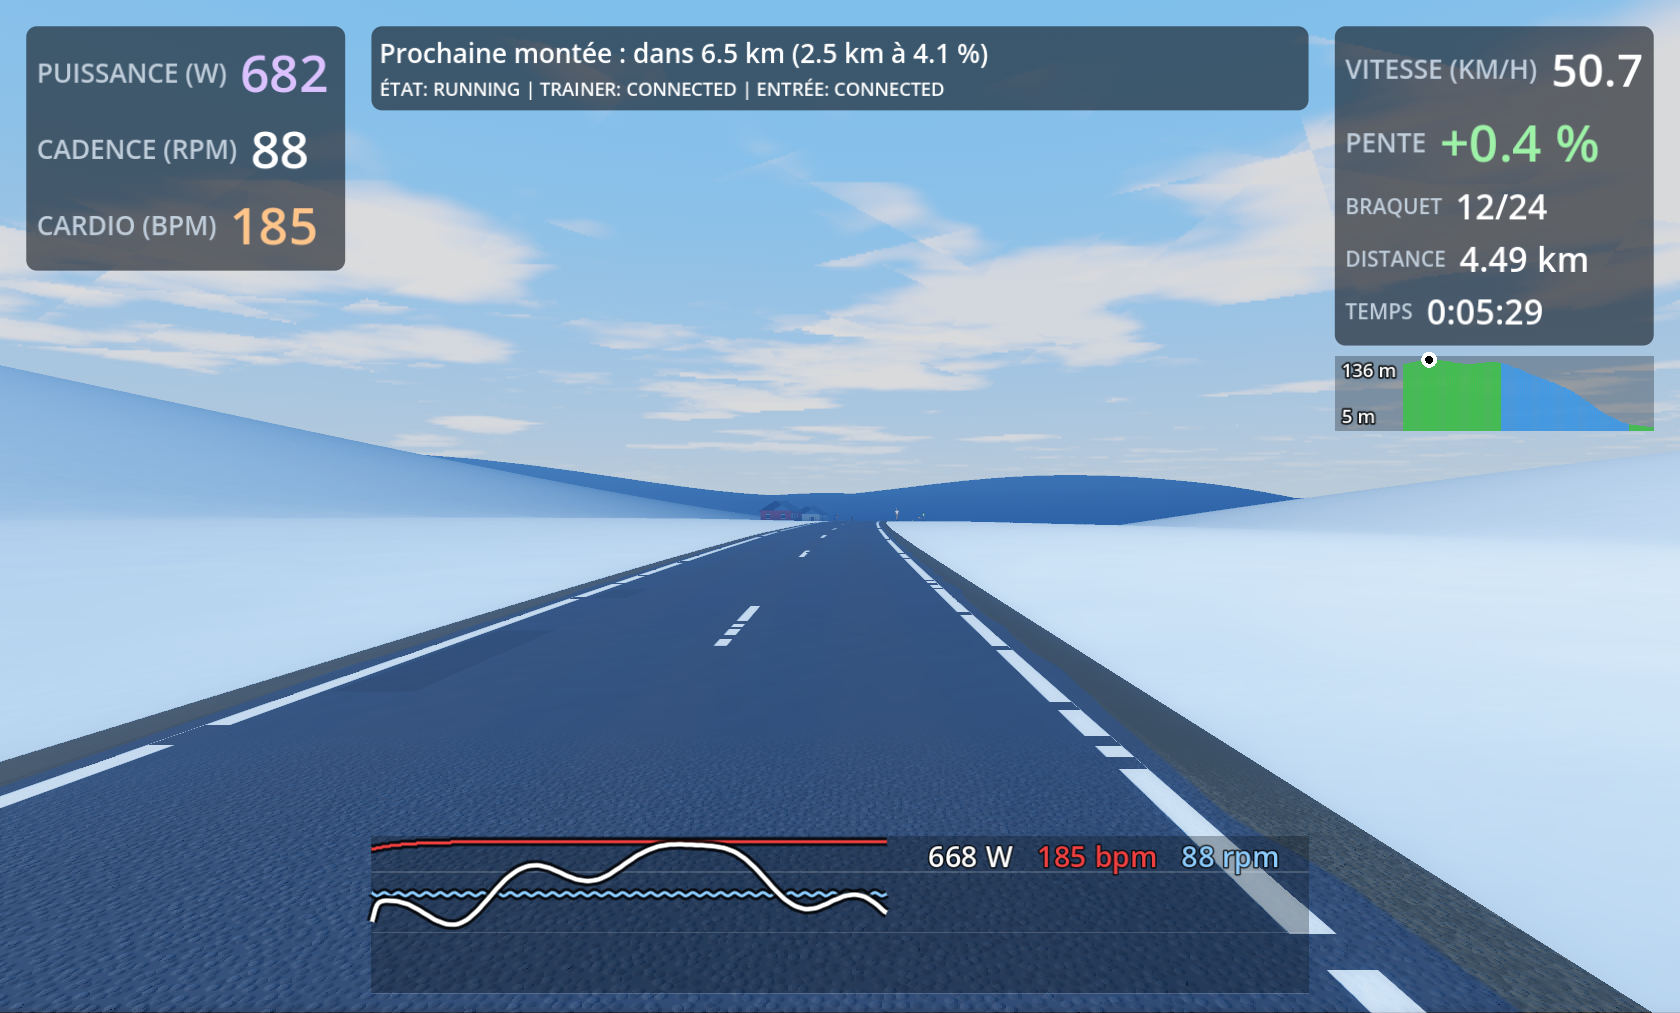 PUISSANCE (W) 682
CADENCE (RPM) 88
CARDIO (BPM) 185
Prochaine montée : dans 6.5 km (2.5 km à 4.1 %)
ÉTAT: RUNNING | TRAINER: CONNECTED | ENTRÉE: CONNECTED
VITESSE (KM/H) 50.7
PENTE +0.4 %
BRAQUET 12/24
DISTANCE 4.49 km
TEMPS 0:05:29
136 m
5 m
668 W 185 bpm 88 rpm